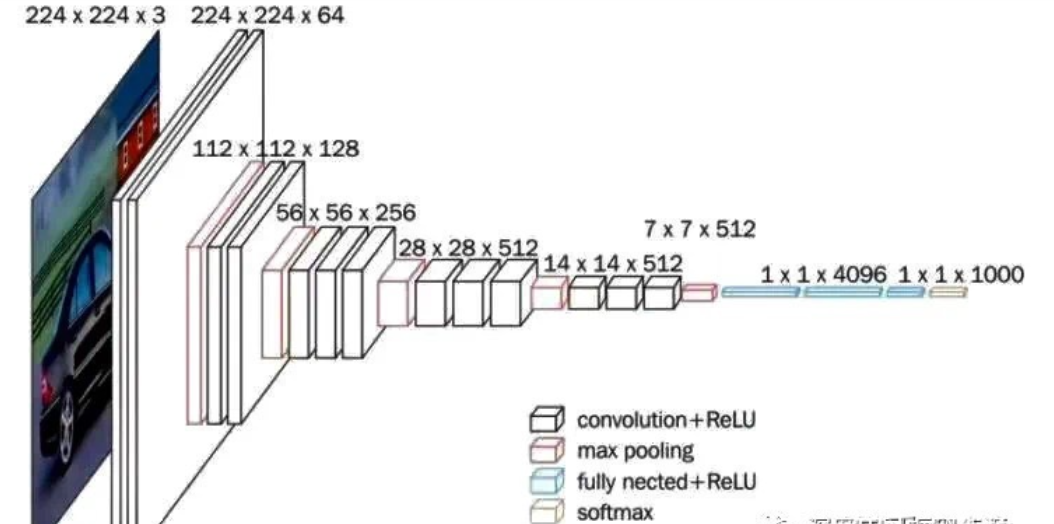 224 x 224 x 3
224 x 224 x 64
112 x 112 x 128
56 x 56 x 256
28 x 28 x 512
14 x 14 x 512
7 x 7 x 512
1 x 1 x 4096
1 x 1 x 1000
convolution+ReLU
max pooling
fully nected+ReLU
softmax